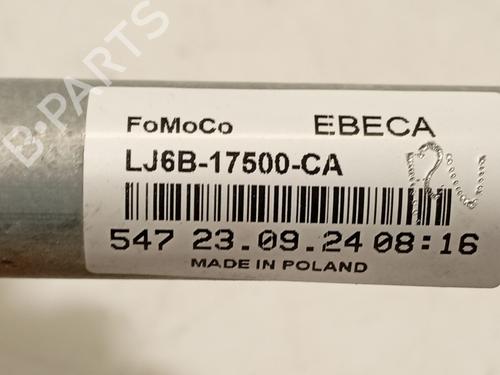 B-PARTS
FoMoCo EBECA
LJ6B-17500-CA
547 23.09.24 08:16
MADE IN POLAND